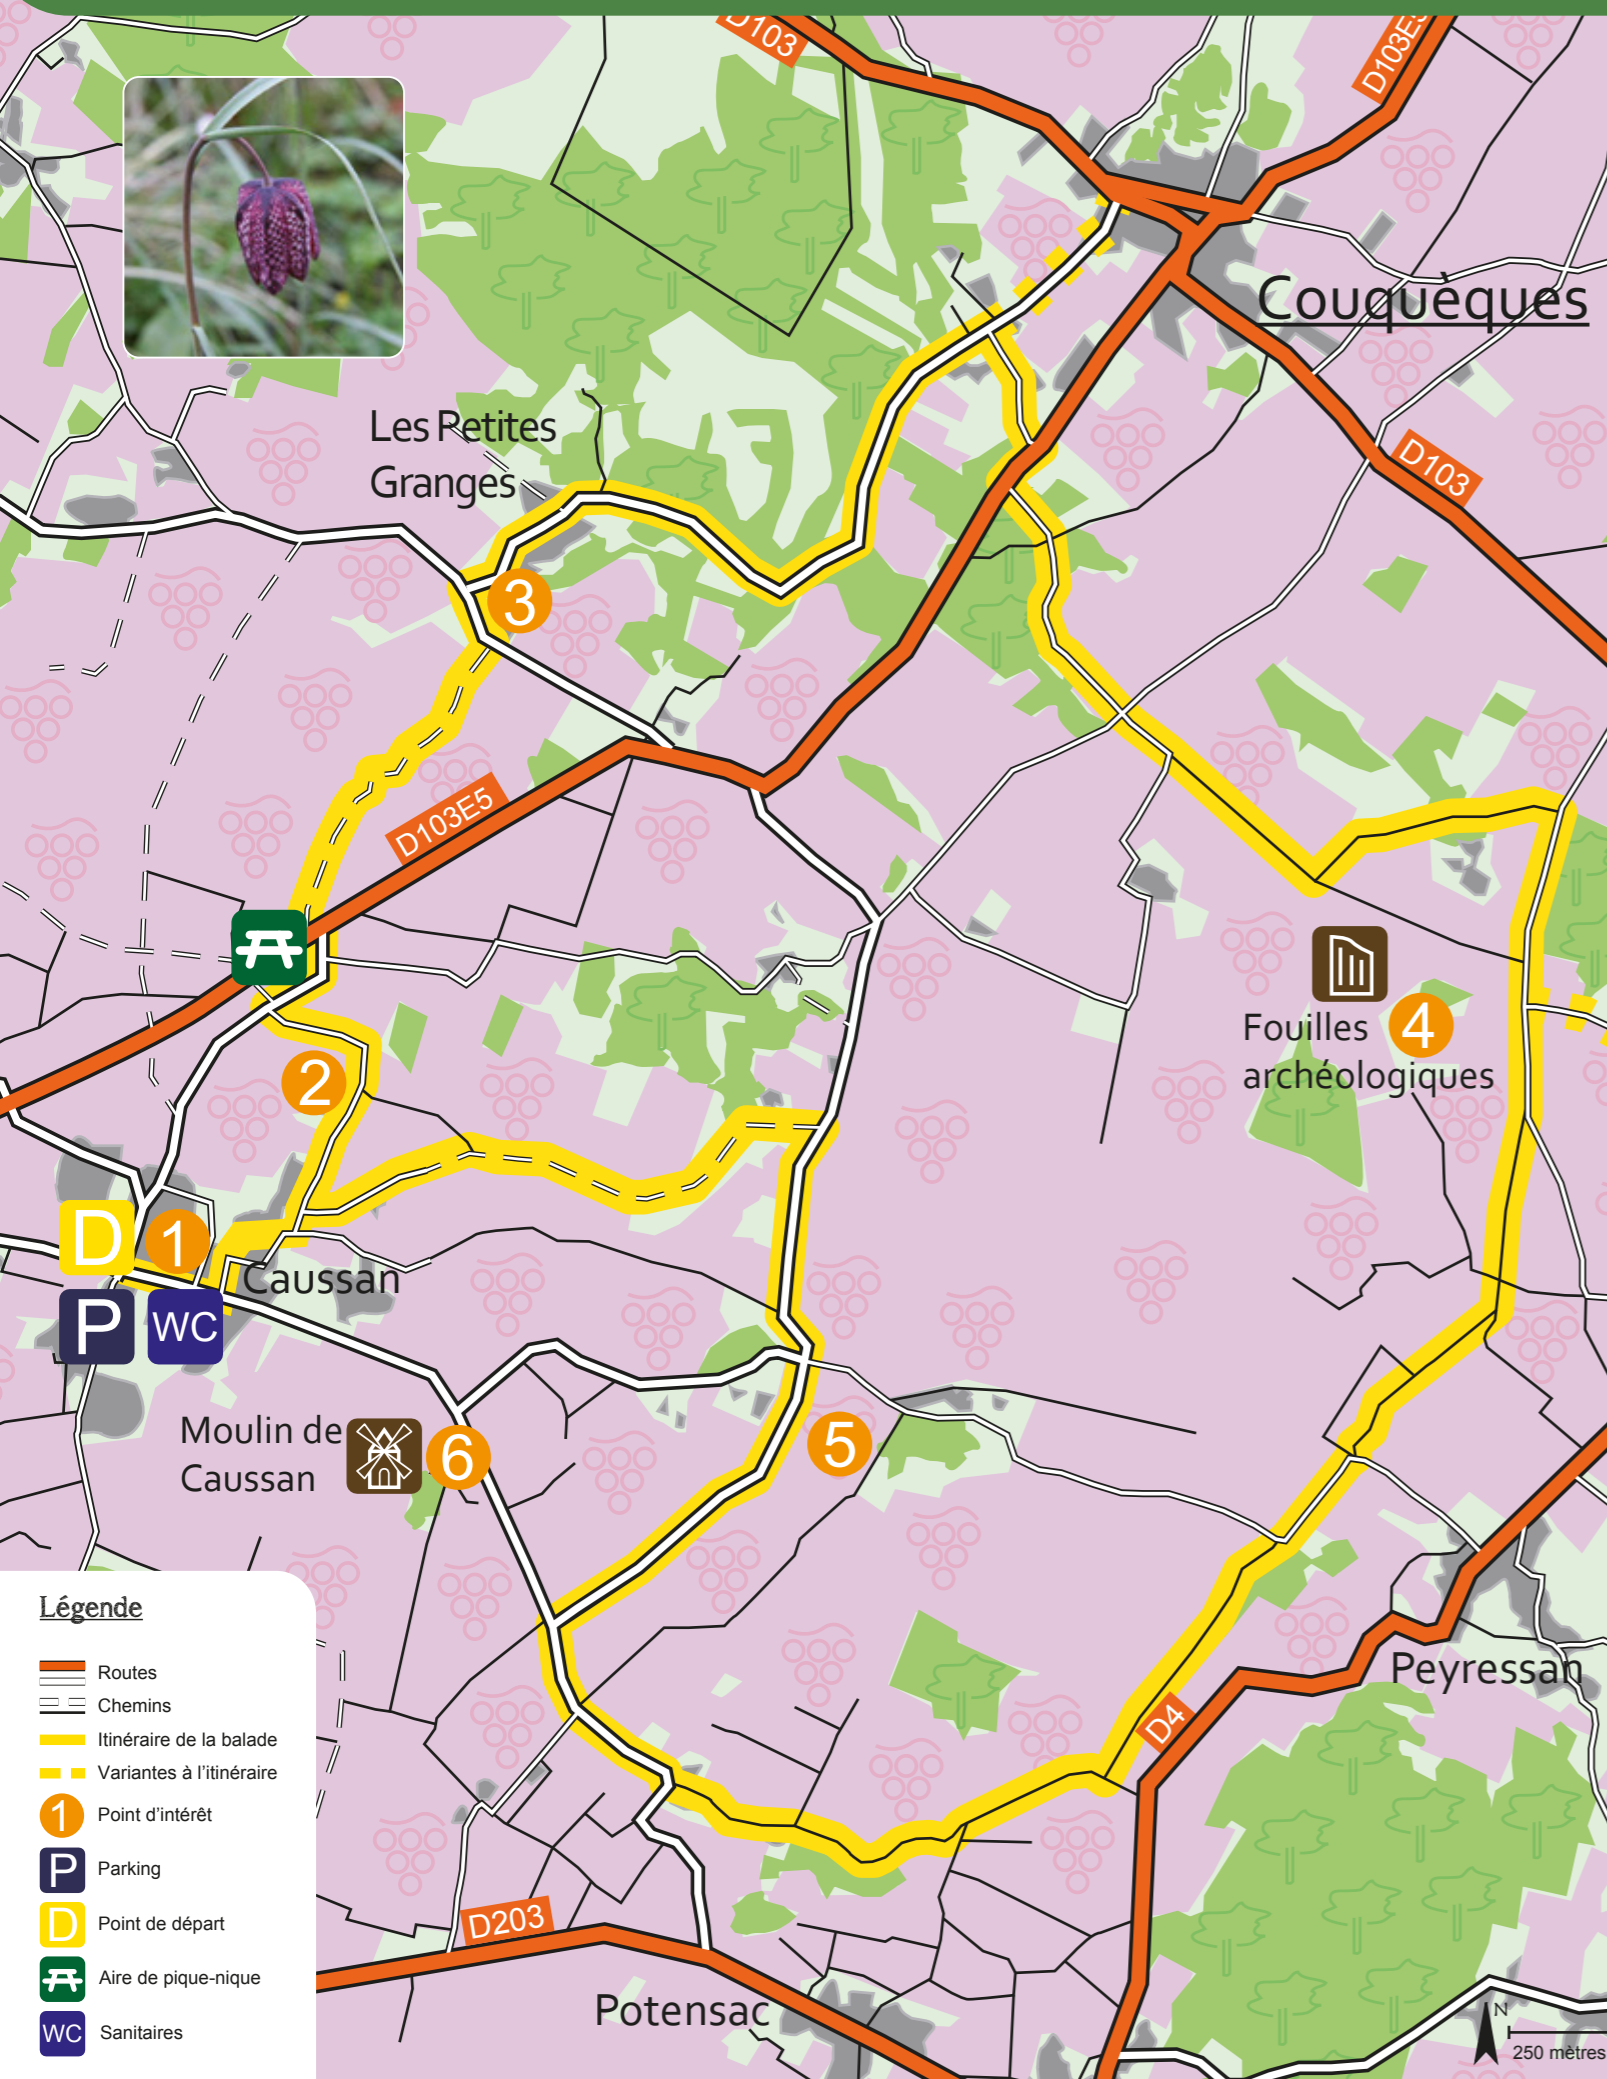 D103
D103E5
Couquèques
Les Petites
Granges
D103
3
D103E5
2
Fouilles
archéologiques
4
D
1
Caussan
P
WC
Moulin de
Caussan
6
5
Peyressan
D4
D203
Potensac
Légende
Routes
Chemins
Itinéraire de la balade
Variantes à l'itinéraire
1 Point d'intérêt
P Parking
D Point de départ
Aire de pique-nique
WC Sanitaires
N
250 mètres